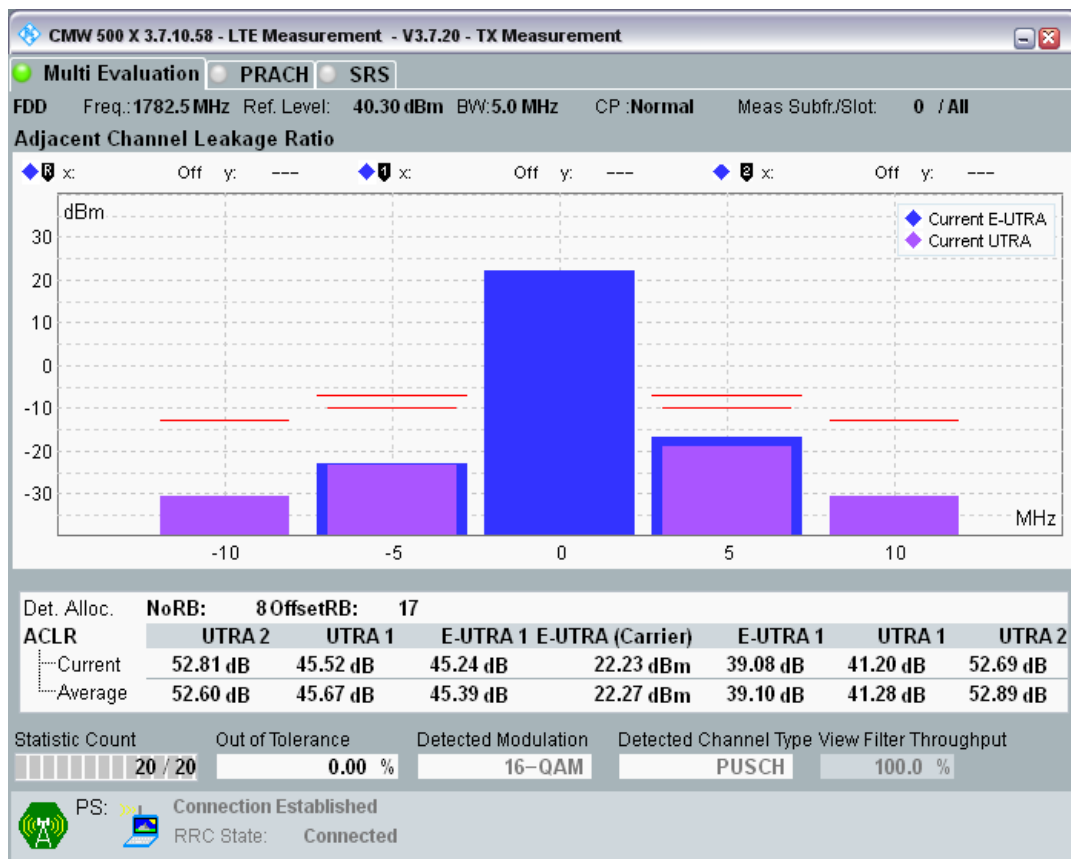 CMW 500 X 3.7.10.58 - LTE Measurement - V3.7.20 - TX Measurement
Multi Evaluation PRACH SRS
FDD Freq.:1782.5 MHz Ref. Level: 40.30 dBm BW:5.0 MHz CP :Normal Meas Subfr./Slot: 0 / All
Adjacent Channel Leakage Ratio
R x: Off y: --- 1 x: Off y: --- 2 x: Off y: ---
dBm
Current E-UTRA
Current UTRA
30
20
10
0
-10
-20
-30
MHz
-10 -5 0 5 10
Det. Alloc. NoRB: 8 OffsetRB: 17
ACLR UTRA 2 UTRA 1 E-UTRA 1 E-UTRA (Carrier) E-UTRA 1 UTRA 1 UTRA 2
Current 52.81 dB 45.52 dB 45.24 dB 22.23 dBm 39.08 dB 41.20 dB 52.69 dB
Average 52.60 dB 45.67 dB 45.39 dB 22.27 dBm 39.10 dB 41.28 dB 52.89 dB
Statistic Count Out of Tolerance Detected Modulation Detected Channel Type View Filter Throughput
20 / 20 0.00 % 16-QAM PUSCH 100.0 %
PS: Connection Established
RRC State: Connected